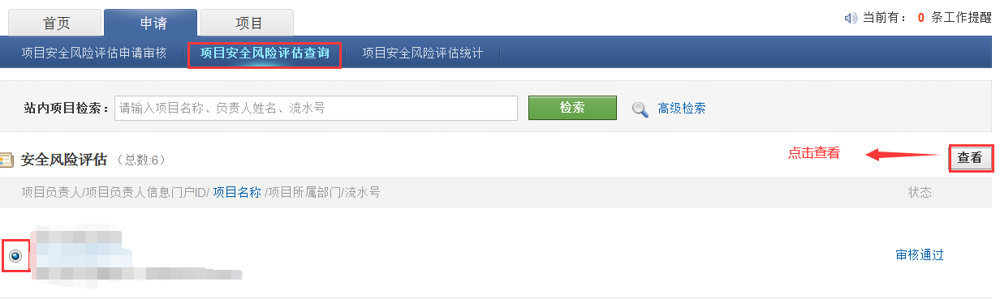 首页 申请 项目 当前有： 0 条工作提醒
项目安全风险评估申请审核 项目安全风险评估查询 项目安全风险评估统计
站内项目检索： 请输入项目名称、负责人姓名、流水号 检索 高级检索
安全风险评估 （总数:6） 点击查看 查看
项目负责人/项目负责人信息门户ID/ 项目名称 /项目所属部门/流水号 状态
审核通过